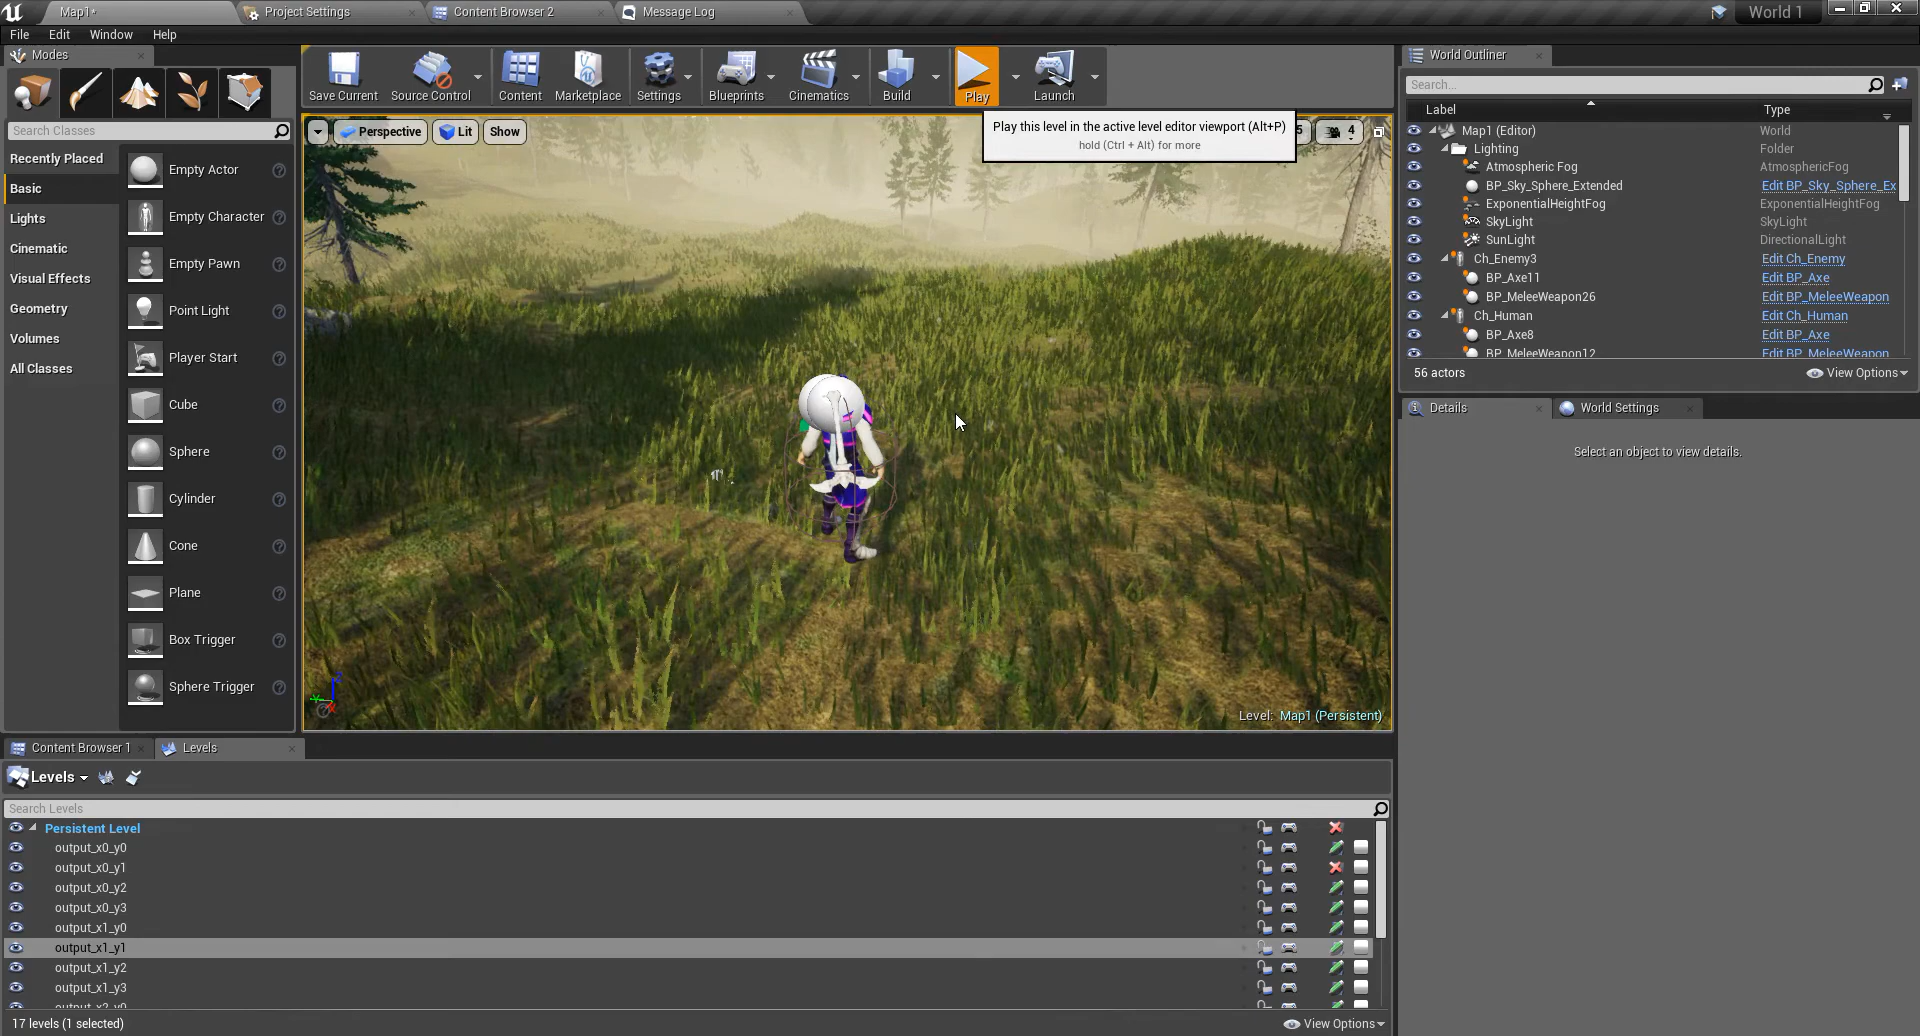 Map1*
Project Settings
Content Browser 2
Message Log
World 1
File
Edit
Window
Help
Modes
Search Classes
Recently Placed
Basic
Lights
Cinematic
Visual Effects
Geometry
Volumes
All Classes
Empty Actor
Empty Character
Empty Pawn
Point Light
Player Start
Cube
Sphere
Cylinder
Cone
Plane
Box Trigger
Sphere Trigger
Save Current
Source Control
Content
Marketplace
Settings
Blueprints
Cinematics
Build
Play
Launch
Perspective
Lit
Show
Play this level in the active level editor viewport (Alt+P)
hold (Ctrl + Alt) for more
5
4
Level: Map1 (Persistent)
World Outliner
Search...
Label
Type
Map1 (Editor)
World
Lighting
Folder
Atmospheric Fog
AtmosphericFog
BP_Sky_Sphere_Extended
Edit BP_Sky_Sphere_Ex
ExponentialHeightFog
ExponentialHeightFog
SkyLight
SkyLight
SunLight
DirectionalLight
Ch_Enemy3
Edit Ch_Enemy
BP_Axe11
Edit BP_Axe
BP_MeleeWeapon26
Edit BP_MeleeWeapon
Ch_Human
Edit Ch_Human
BP_Axe8
Edit BP_Axe
BP_MeleeWeapon12
Edit BP_MeleeWeapon
56 actors
View Options
Details
World Settings
Select an object to view details.
Content Browser 1
Levels
Levels
Search Levels
Persistent Level
output_x0_y0
output_x0_y1
output_x0_y2
output_x0_y3
output_x1_y0
output_x1_y1
output_x1_y2
output_x1_y3
output_x2_y0
17 levels (1 selected)
View Options